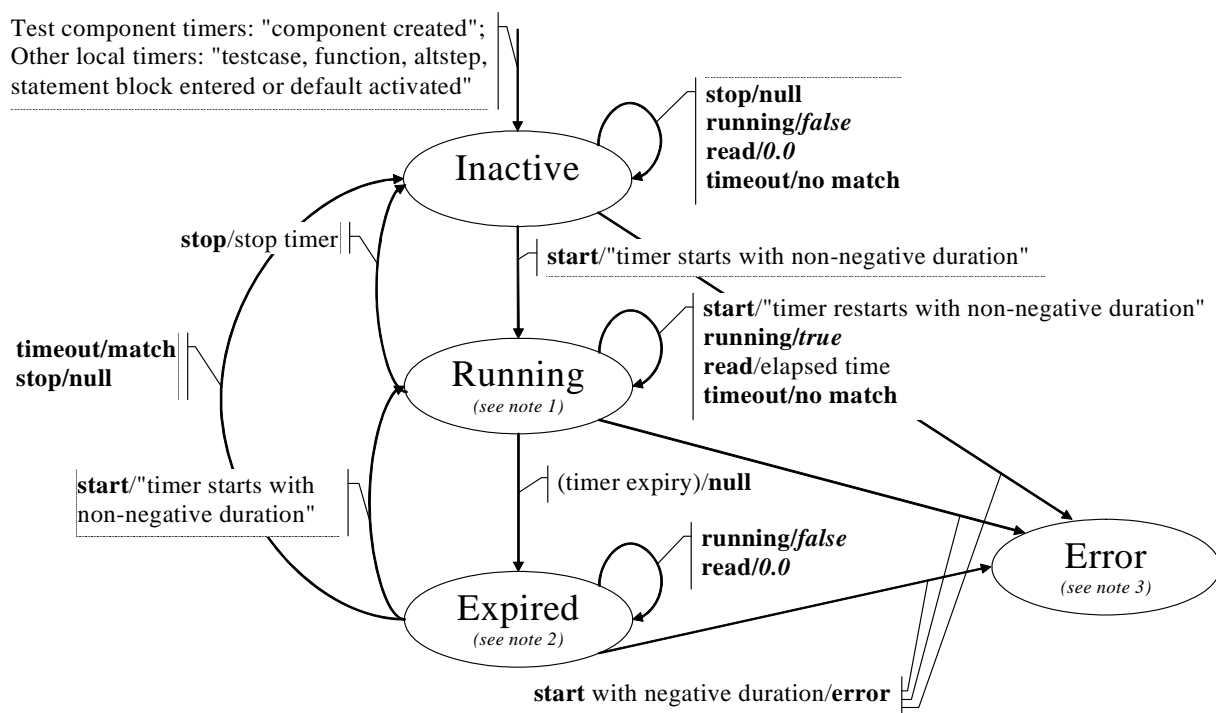 Test component timers: "component created";
Other local timers: "testcase, function, altstep,
statement block entered or default activated"
stop/null
running/false
read/0.0
timeout/no match
Inactive
stop/stop timer
start/"timer starts with non-negative duration"
start/"timer restarts with non-negative duration"
running/true
read/elapsed time
timeout/no match
timeout/match
stop/null
Running
(see note 1)
start/"timer starts with
non-negative duration"
(timer expiry)/null
running/false
read/0.0
Error
(see note 3)
Expired
(see note 2)
start with negative duration/error